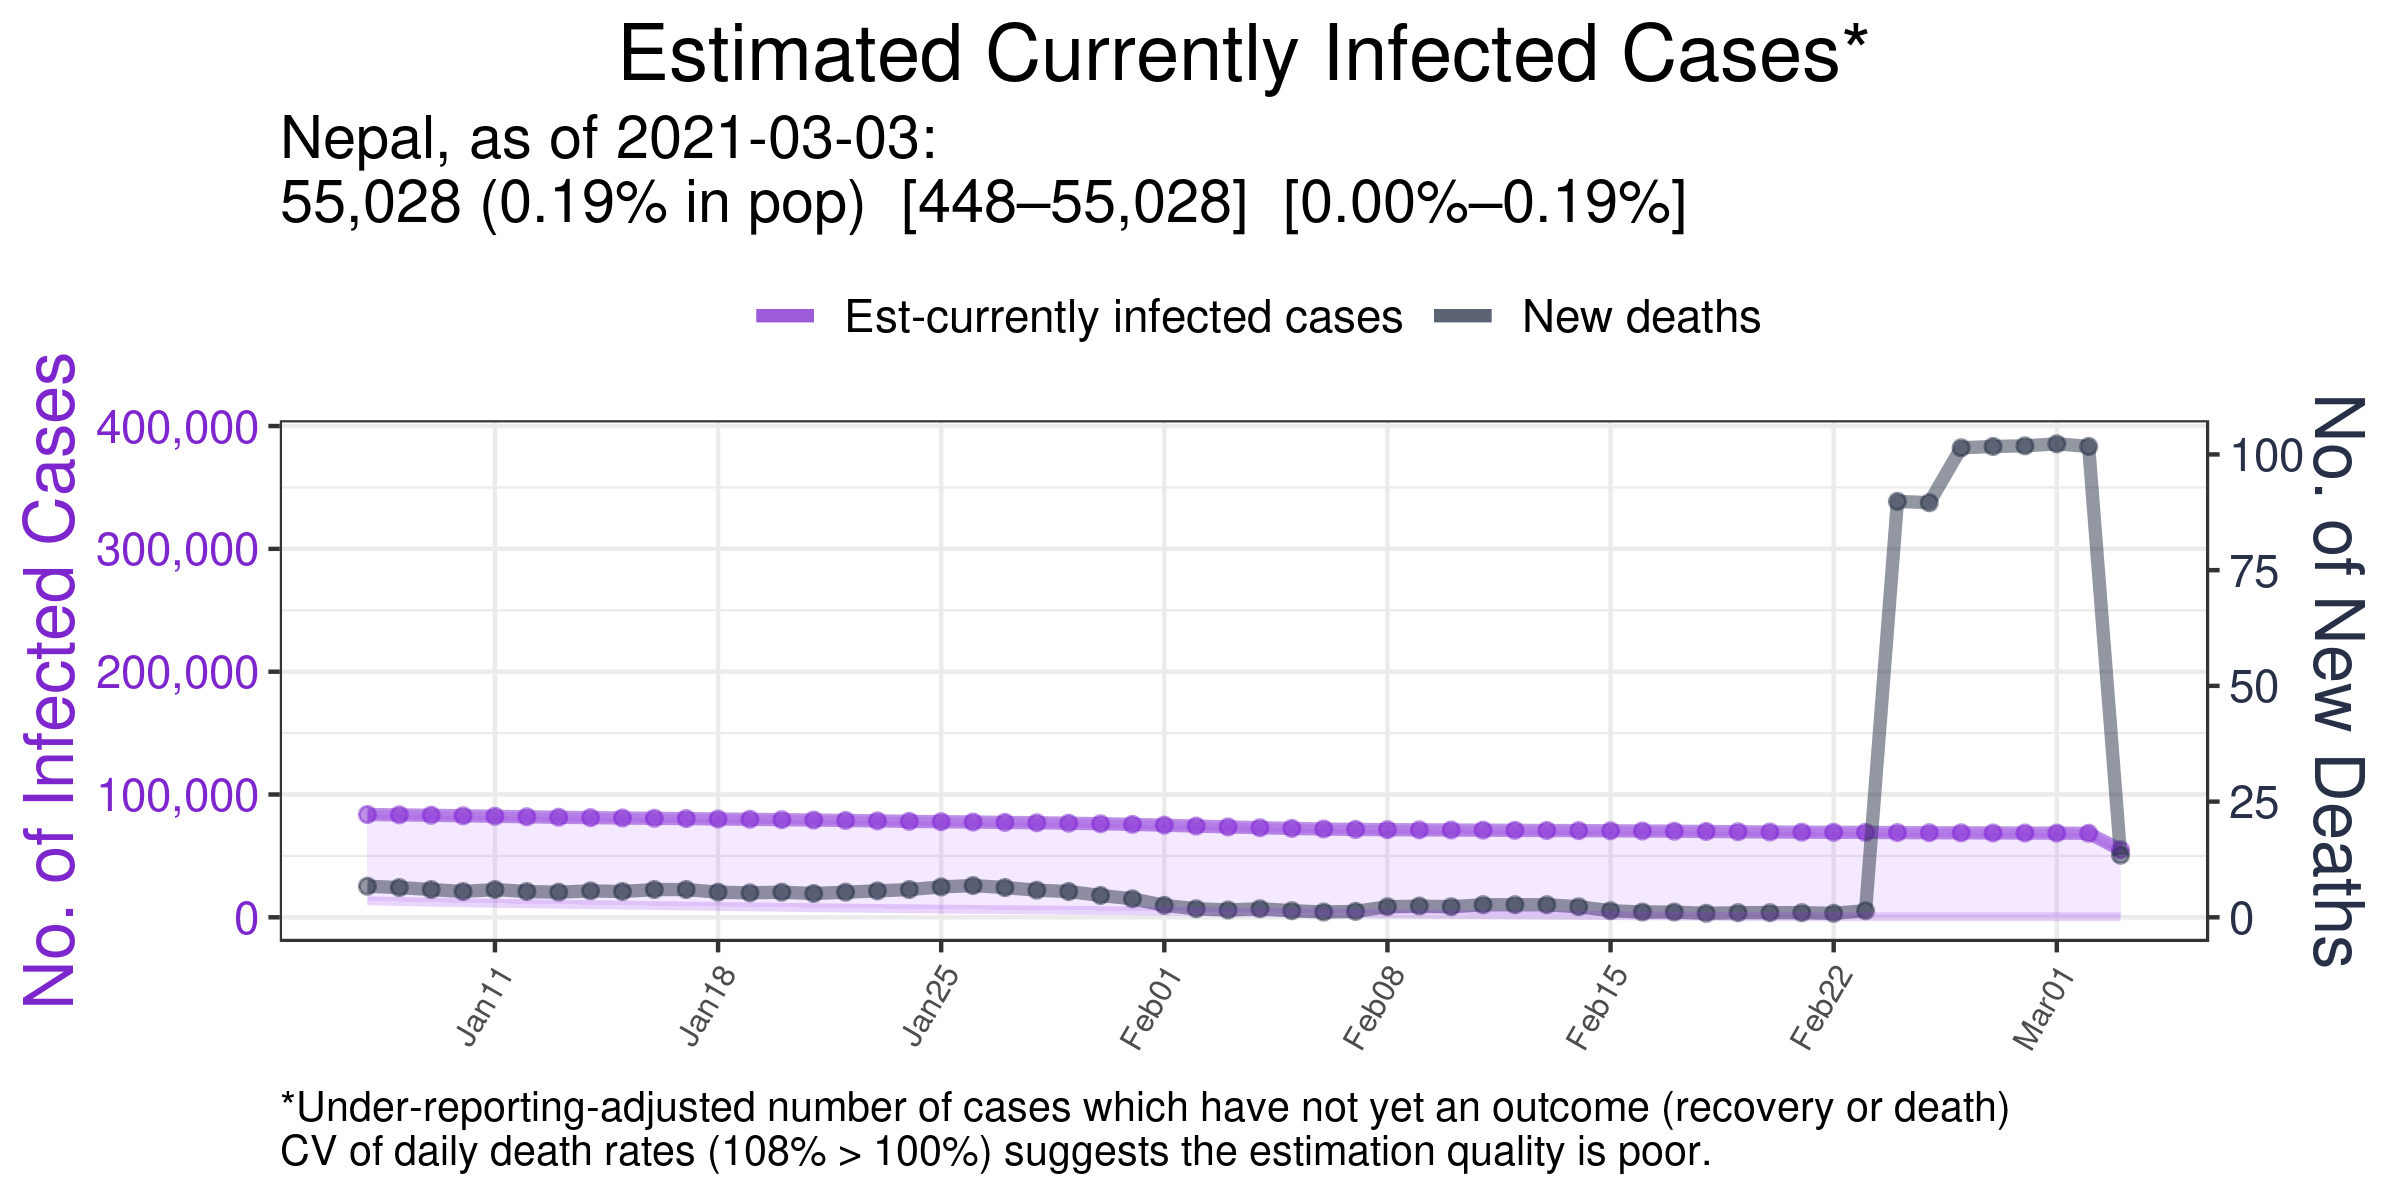 Estimated Currently Infected Cases*
Nepal, as of 2021-03-03:
55,028 (0.19% in pop)  [448–55,028]  [0.00%–0.19%]
Est-currently infected cases
New deaths
No. of Infected Cases
400,000
300,000
200,000
100,000
0
100
75
50
25
0
No. of New Deaths
Jan11
Jan18
Jan25
Feb01
Feb08
Feb15
Feb22
Mar01
*Under-reporting-adjusted number of cases which have not yet an outcome (recovery or death)
CV of daily death rates (108% > 100%) suggests the estimation quality is poor.